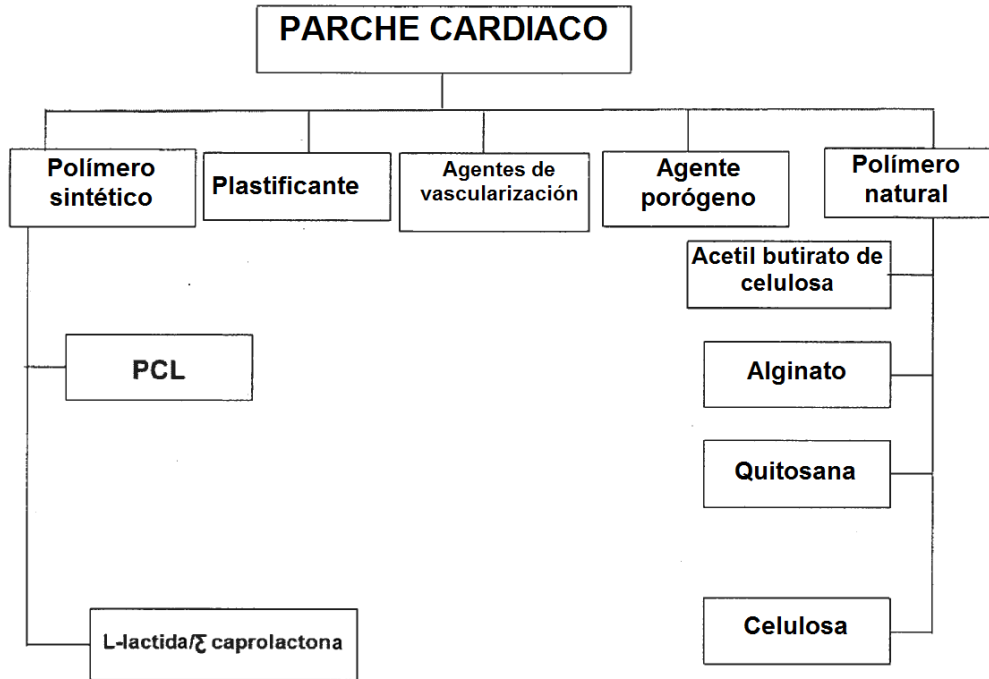 PARCHE CARDIACO
Polímero
sintético
Plastificante
Agentes de
vascularización
Agente
porógeno
Polímero
natural
Acetil butirato de
celulosa
PCL
Alginato
Quitosana
L-lactida/ ƹ caprolactona
Celulosa